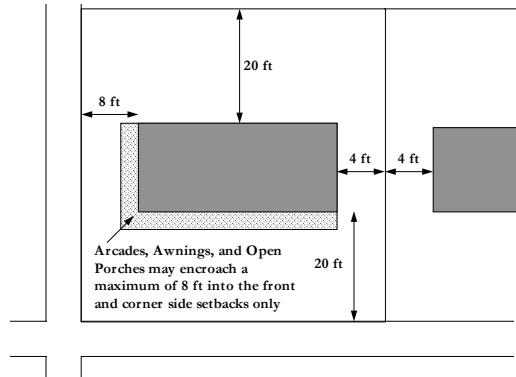 20 ft
8 ft
4 ft
4 ft
Arcades, Awnings, and Open
Porches may encroach a
maximum of 8 ft into the front
and corner side setbacks only
20 ft